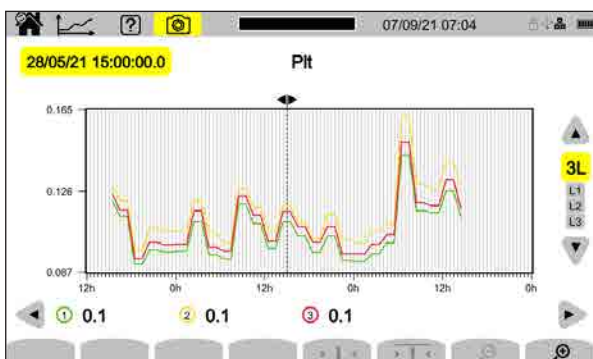 ?
07/09/21 07:04
28/05/21 15:00:00.0
Plt
0.165
0.126
0.087
12h 0h 12h 0h 12h 0h
3L
L1
L2
L3
1 0.1 2 0.1 3 0.1